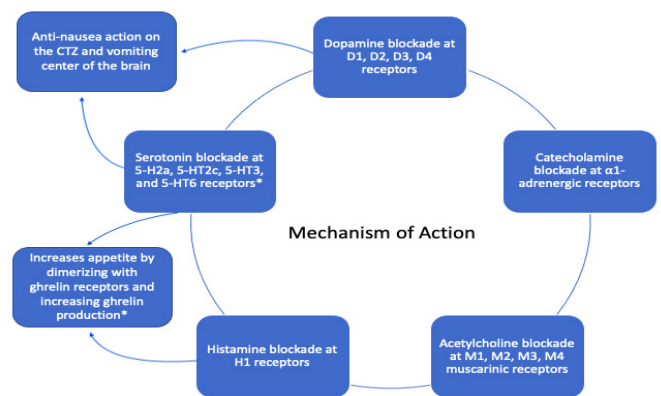 Anti-nausea action on
the CTZ and vomiting
center of the brain
Dopamine blockade at
D1, D2, D3, D4
receptors
Serotonin blockade at
5-H2a, 5-HT2c, 5-HT3,
and 5-HT6 receptors*
Catecholamine
blockade at α1-
adrenergic receptors
Mechanism of Action
Increases appetite by
dimerizing with
ghrelin receptors and
increasing ghrelin
production*
Histamine blockade at
H1 receptors
Acetylcholine blockade
at M1, M2, M3, M4
muscarinic receptors